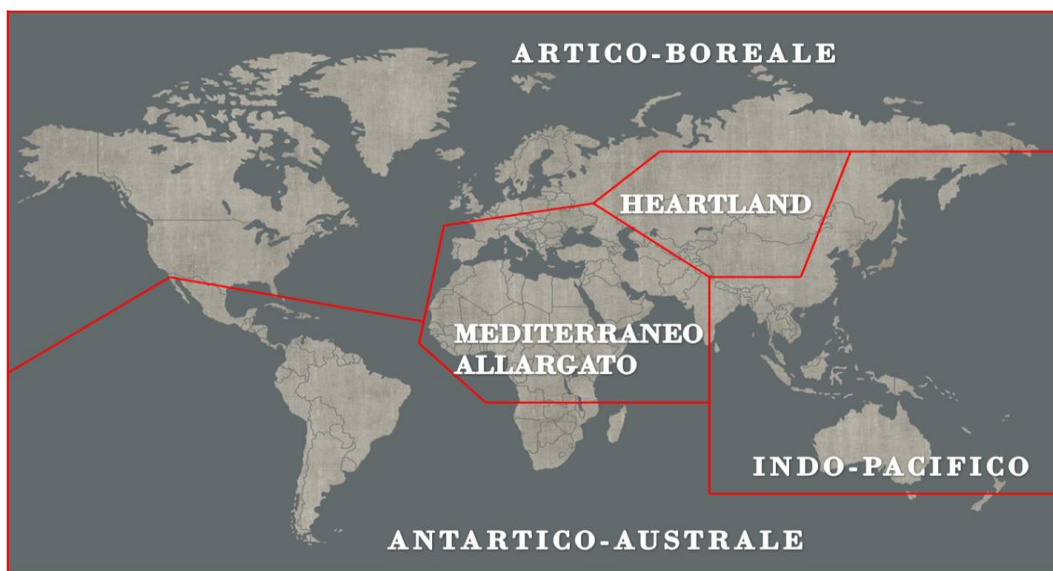 ARTICO-BOREALE
HEARTLAND
MEDITERRANEO
ALLARGATO
INDO-PACIFICO
ANTARTICO-AUSTRALE